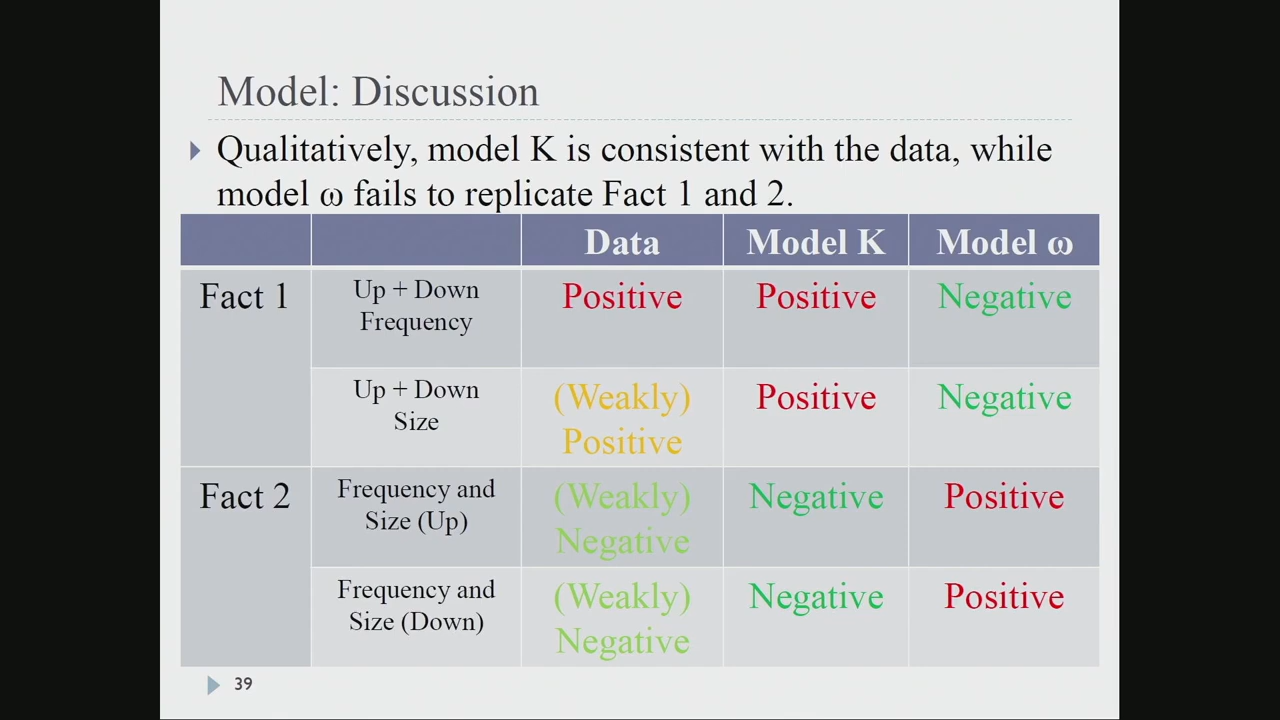 Model: Discussion
Qualitatively, model K is consistent with the data, while
model ω fails to replicate Fact 1 and 2.
Data Model K Model ω
Fact 1 Up + Down Positive Positive Negative
Frequency
Up + Down (Weakly) Positive Negative
Size Positive
Fact 2 Frequency and (Weakly) Negative Positive
Size (Up) Negative
Frequency and (Weakly) Negative Positive
Size (Down) Negative
39